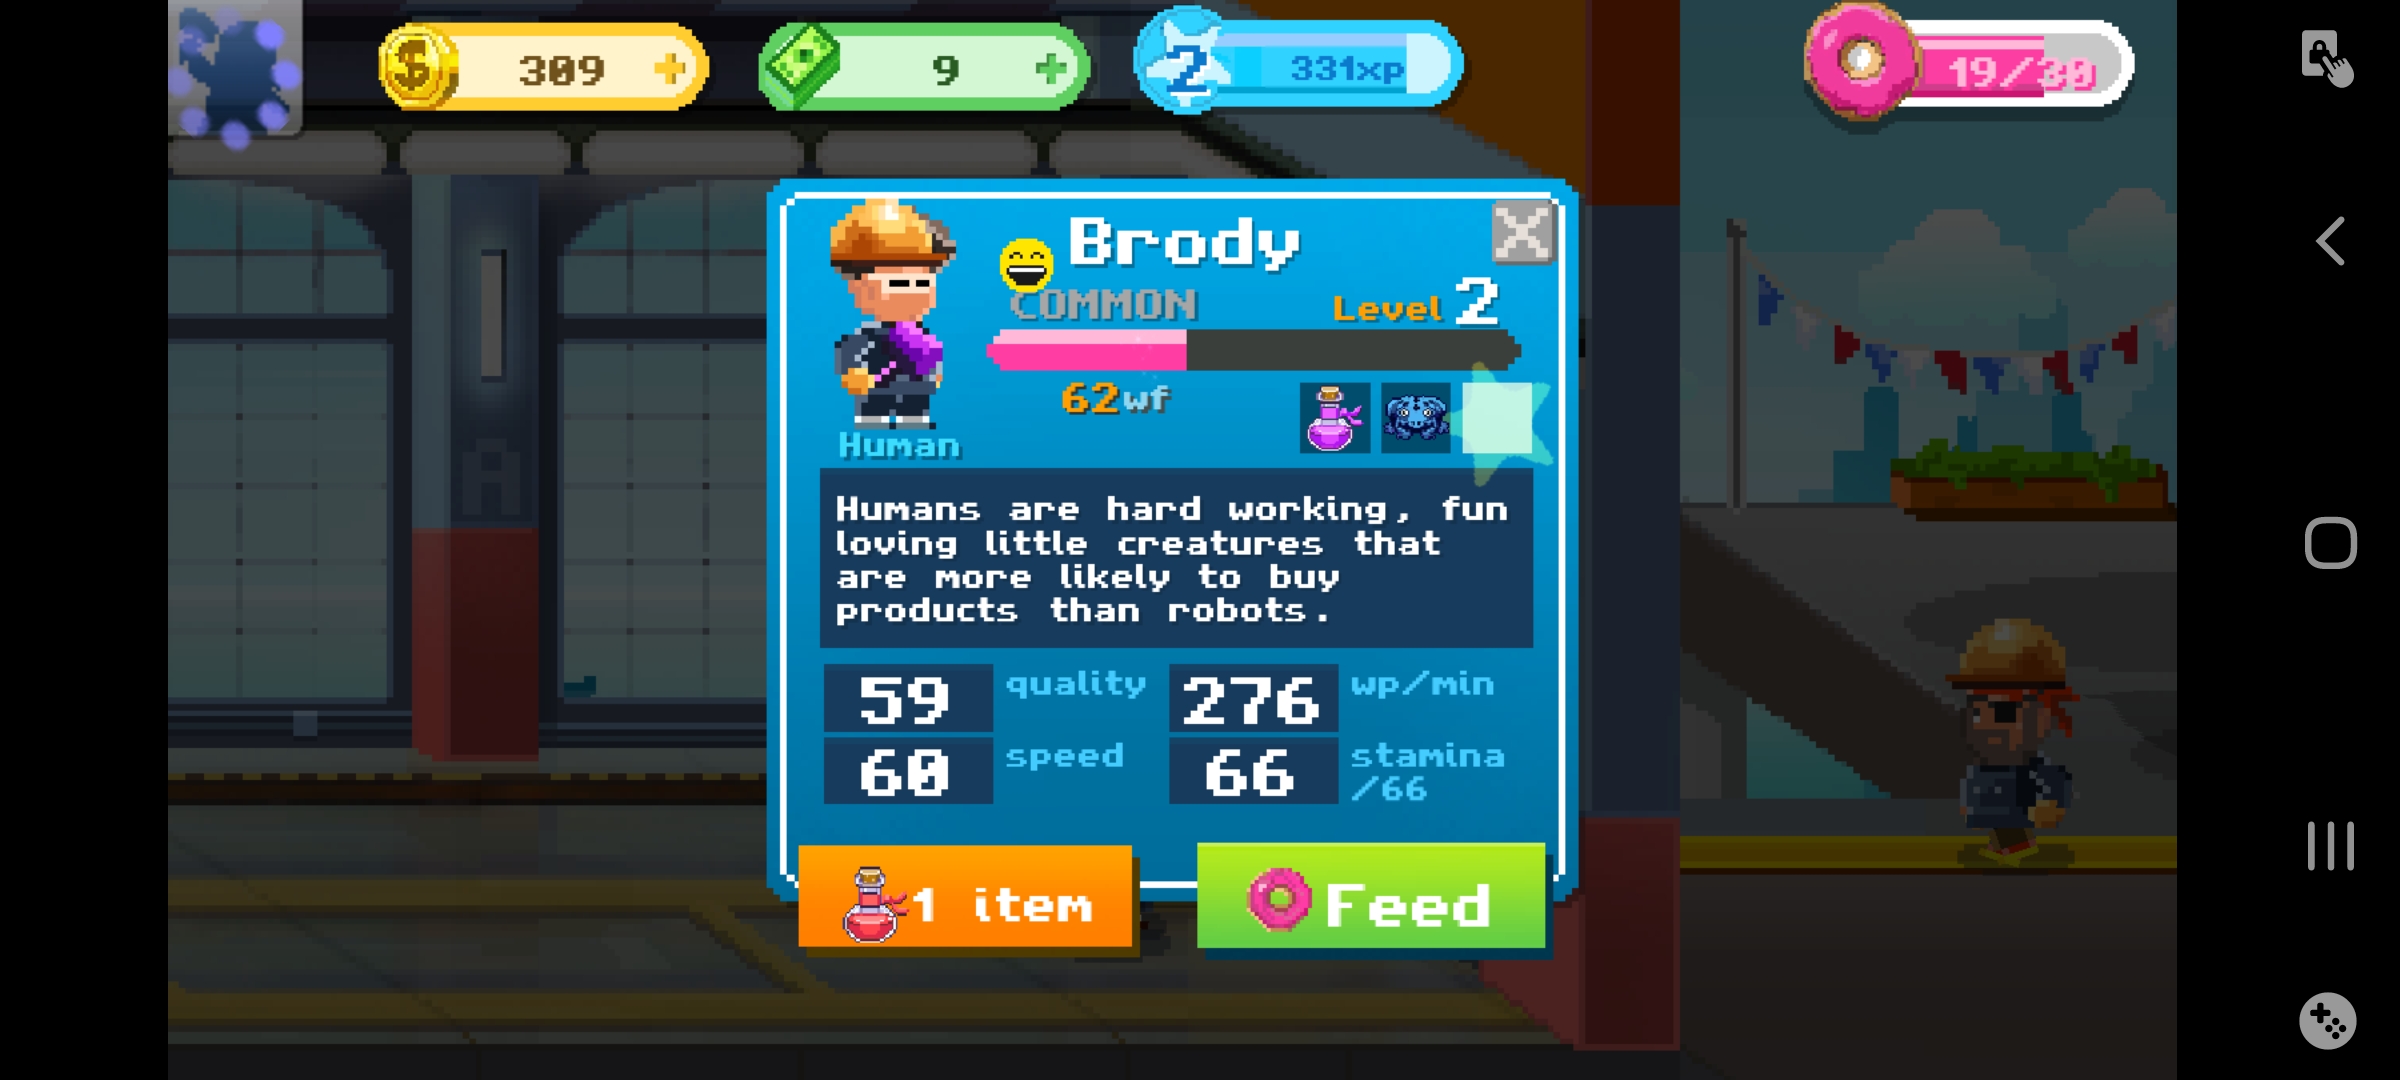 309
9
2
331xp
19/30
Brody
COMMON
Level 2
62wf
Human
Humans are hard working, fun
loving little creatures that
are more likely to buy
products than robots.
59 quality
276 wp/min
60 speed
66 stamina
/66
1 item
Feed
A